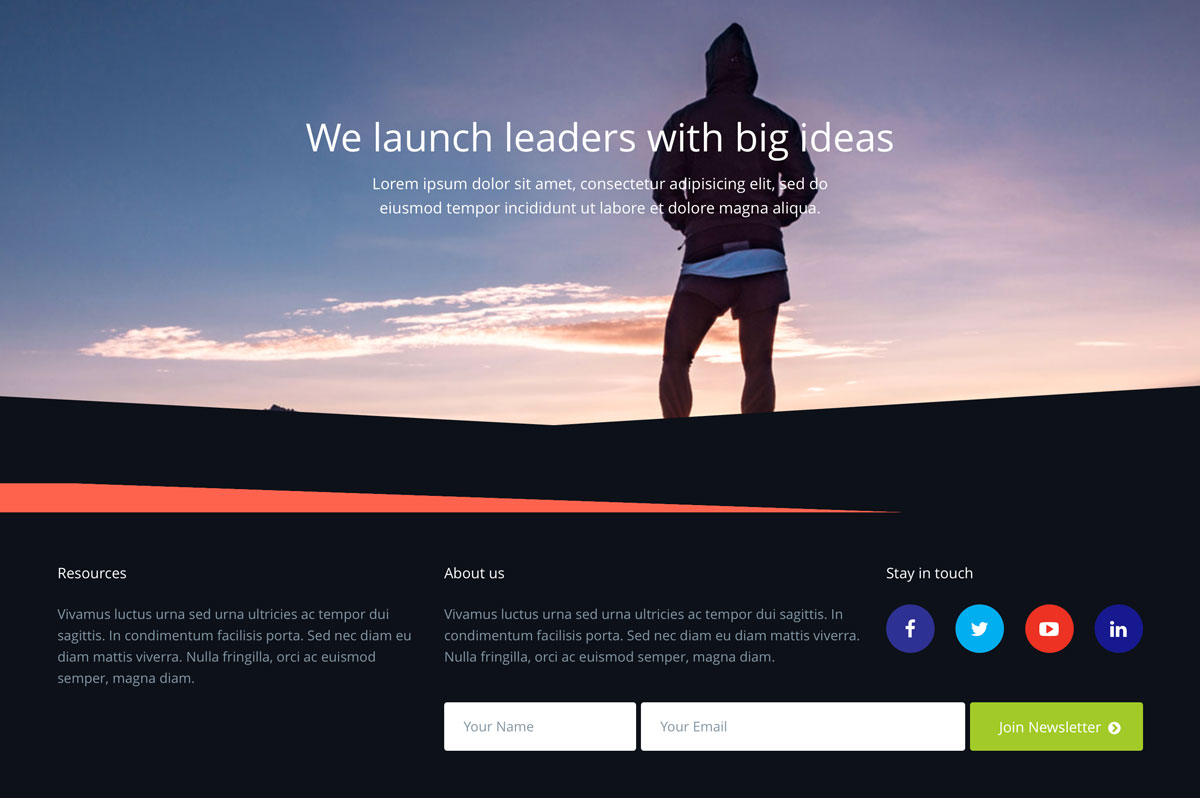 We launch leaders with big ideas
Lorem ipsum dolor sit amet, consectetur adipisicing elit, sed do
eiusmod tempor incididunt ut labore et dolore magna aliqua.
Resources
Vivamus luctus urna sed urna ultricies ac tempor dui
sagittis. In condimentum facilisis porta. Sed nec diam eu
diam mattis viverra. Nulla fringilla, orci ac euismod
semper, magna diam.
About us
Vivamus luctus urna sed urna ultricies ac tempor dui sagittis. In
condimentum facilisis porta. Sed nec diam eu diam mattis viverra.
Nulla fringilla, orci ac euismod semper, magna diam.
Stay in touch
f
in
Your Name
Your Email
Join Newsletter